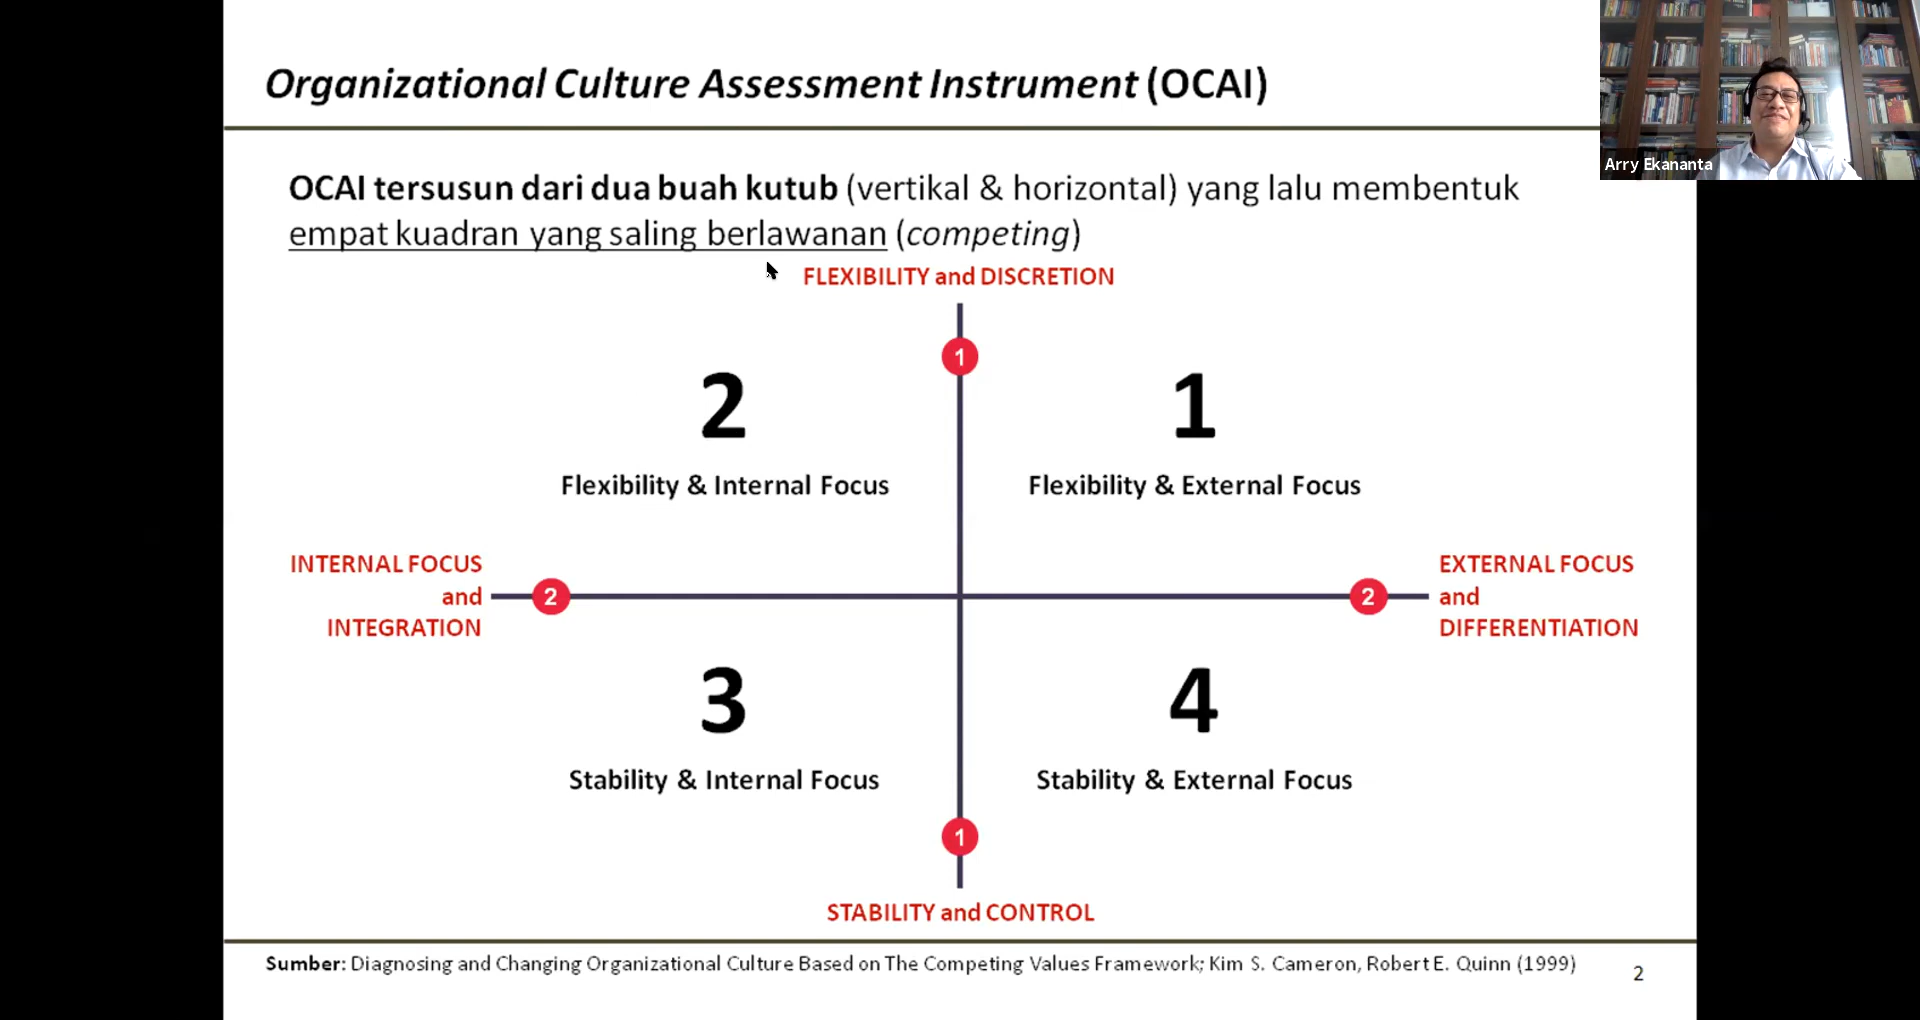 Organizational Culture Assessment Instrument (OCAI)
Arry Ekananta
OCAI tersusun dari dua buah kutub (vertikal & horizontal) yang lalu membentuk
empat kuadran yang saling berlawanan (competing)
FLEXIBILITY and DISCRETION
1
2
1
Flexibility & Internal Focus
Flexibility & External Focus
INTERNAL FOCUS
and
INTEGRATION
2
2
EXTERNAL FOCUS
and
DIFFERENTIATION
3
4
Stability & Internal Focus
Stability & External Focus
1
STABILITY and CONTROL
Sumber: Diagnosing and Changing Organizational Culture Based on The Competing Values Framework; Kim S. Cameron, Robert E. Quinn (1999)
2